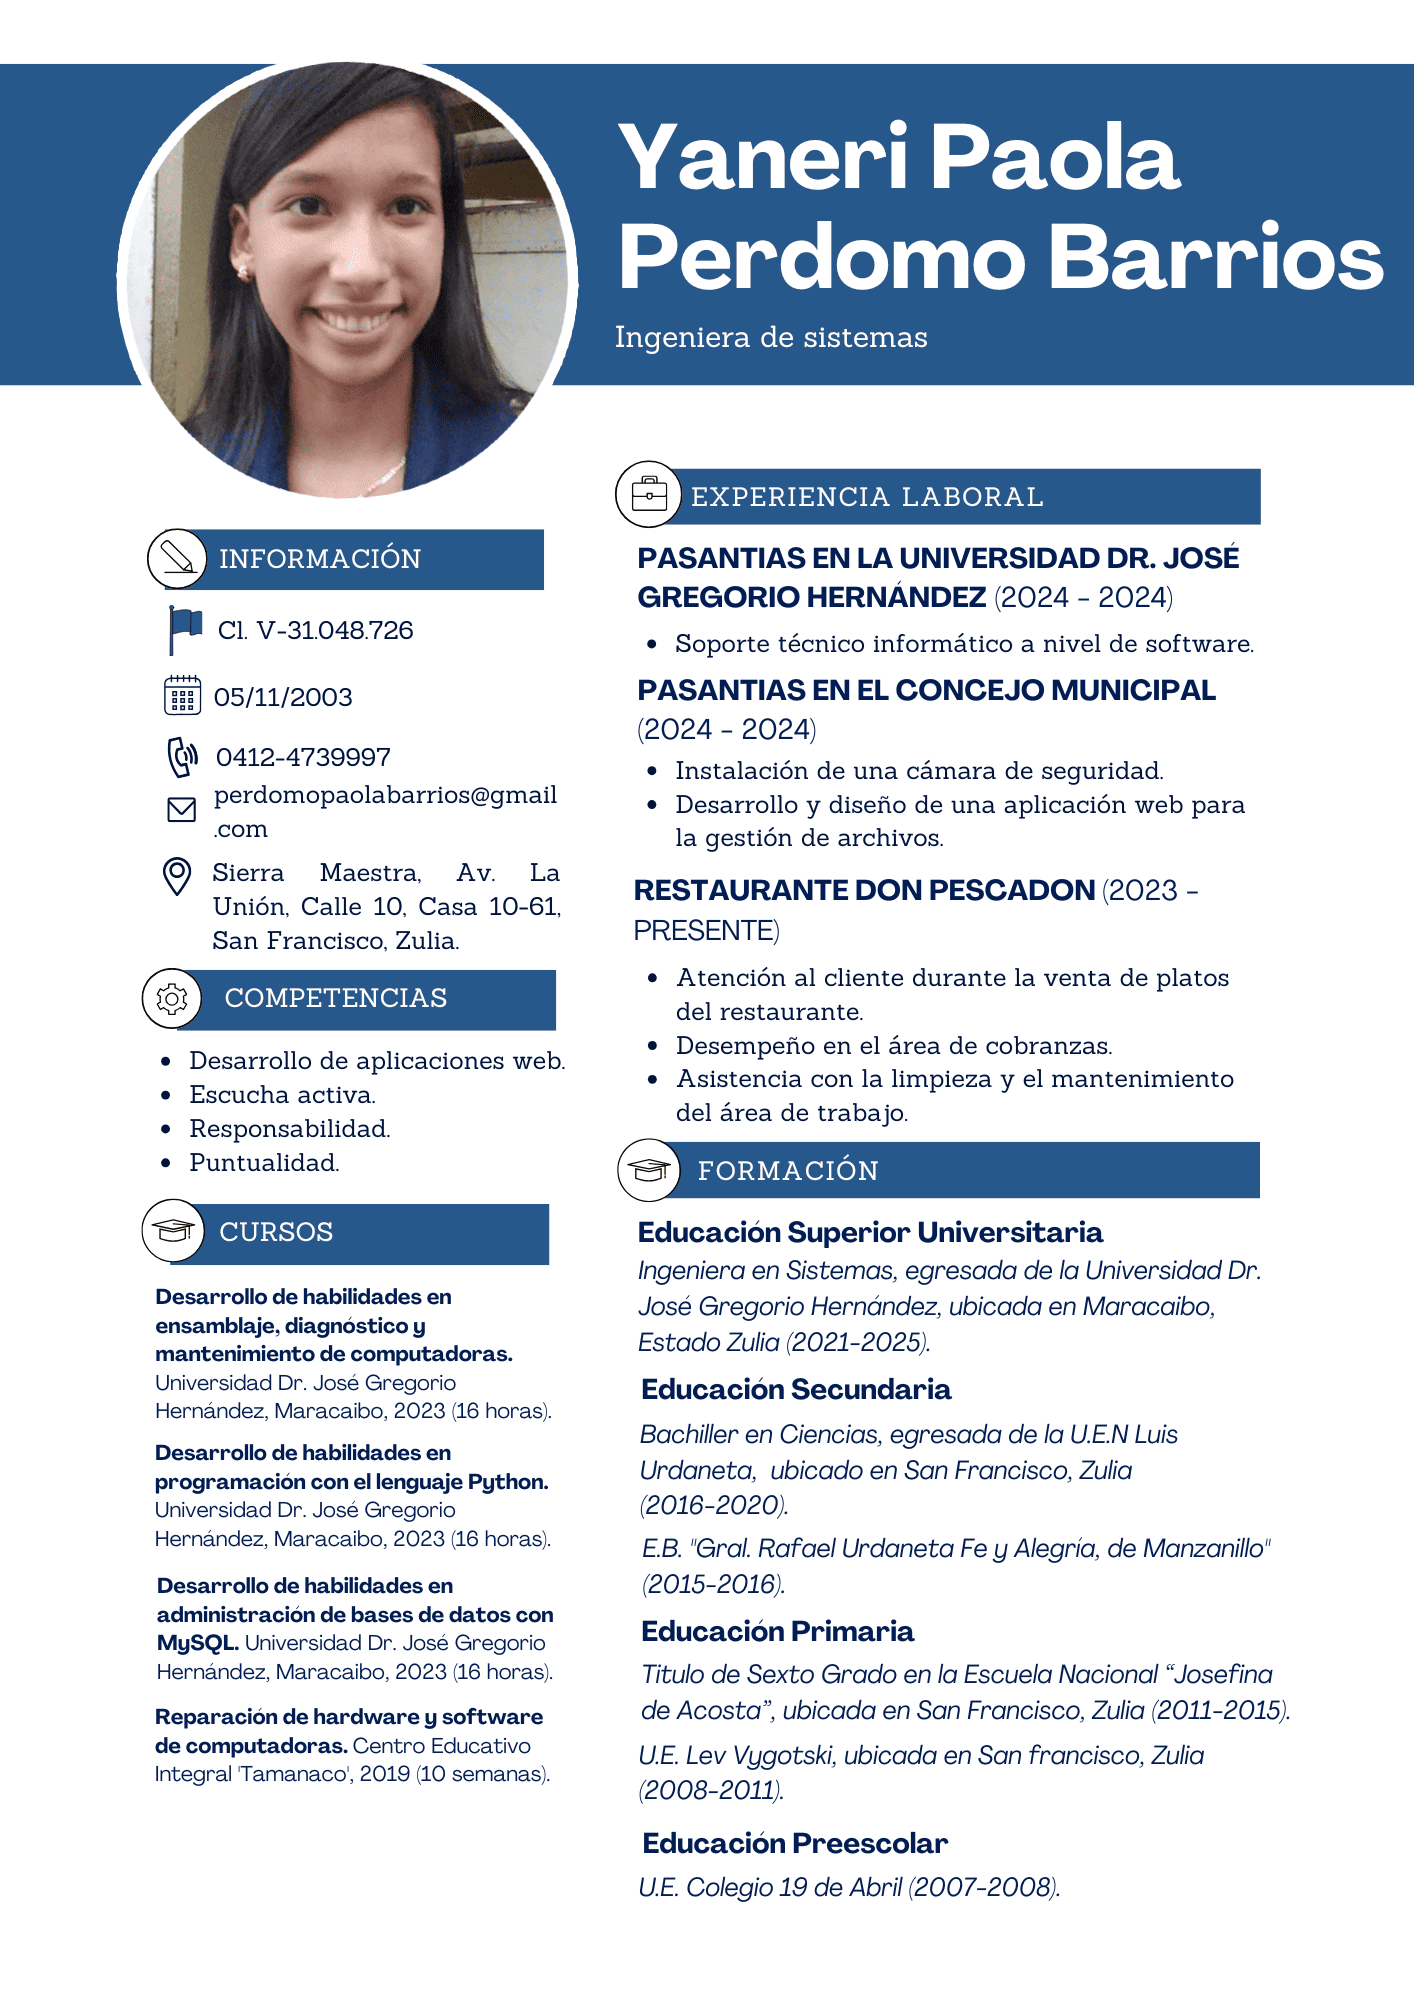 Yaneri Paola
Perdomo Barrios
Ingeniera de sistemas
INFORMACIÓN
CI. V-31.048.726
05/11/2003
0412-4739997
perdomopaolabarrios@gmail
.com
Sierra Maestra, Av. La
Unión, Calle 10, Casa 10-61,
San Francisco, Zulia.
COMPETENCIAS
• Desarrollo de aplicaciones web.
• Escucha activa.
• Responsabilidad.
• Puntualidad.
CURSOS
Desarrollo de habilidades en
ensamblaje, diagnóstico y
mantenimiento de computadoras.
Universidad Dr. José Gregorio
Hernández, Maracaibo, 2023 (16 horas).
Desarrollo de habilidades en
programación con el lenguaje Python.
Universidad Dr. José Gregorio
Hernández, Maracaibo, 2023 (16 horas).
Desarrollo de habilidades en
administración de bases de datos con
MySQL. Universidad Dr. José Gregorio
Hernández, Maracaibo, 2023 (16 horas).
Reparación de hardware y software
de computadoras. Centro Educativo
Integral 'Tamanaco', 2019 (10 semanas).
EXPERIENCIA LABORAL
PASANTIAS EN LA UNIVERSIDAD DR. JOSÉ
GREGORIO HERNÁNDEZ (2024 - 2024)
• Soporte técnico informático a nivel de software.
PASANTIAS EN EL CONCEJO MUNICIPAL
(2024 - 2024)
• Instalación de una cámara de seguridad.
• Desarrollo y diseño de una aplicación web para
la gestión de archivos.
RESTAURANTE DON PESCADON (2023 -
PRESENTE)
• Atención al cliente durante la venta de platos
del restaurante.
• Desempeño en el área de cobranzas.
• Asistencia con la limpieza y el mantenimiento
del área de trabajo.
FORMACIÓN
Educación Superior Universitaria
Ingeniera en Sistemas, egresada de la Universidad Dr.
José Gregorio Hernández, ubicada en Maracaibo,
Estado Zulia (2021-2025).
Educación Secundaria
Bachiller en Ciencias, egresada de la U.E.N Luis
Urdaneta,  ubicado en San Francisco, Zulia
(2016-2020).
E.B. "Gral. Rafael Urdaneta Fe y Alegría, de Manzanillo"
(2015-2016).
Educación Primaria
Titulo de Sexto Grado en la Escuela Nacional “Josefina
de Acosta”, ubicada en San Francisco, Zulia (2011-2015).
U.E. Lev Vygotski, ubicada en San francisco, Zulia
(2008-2011).
Educación Preescolar
U.E. Colegio 19 de Abril (2007-2008).